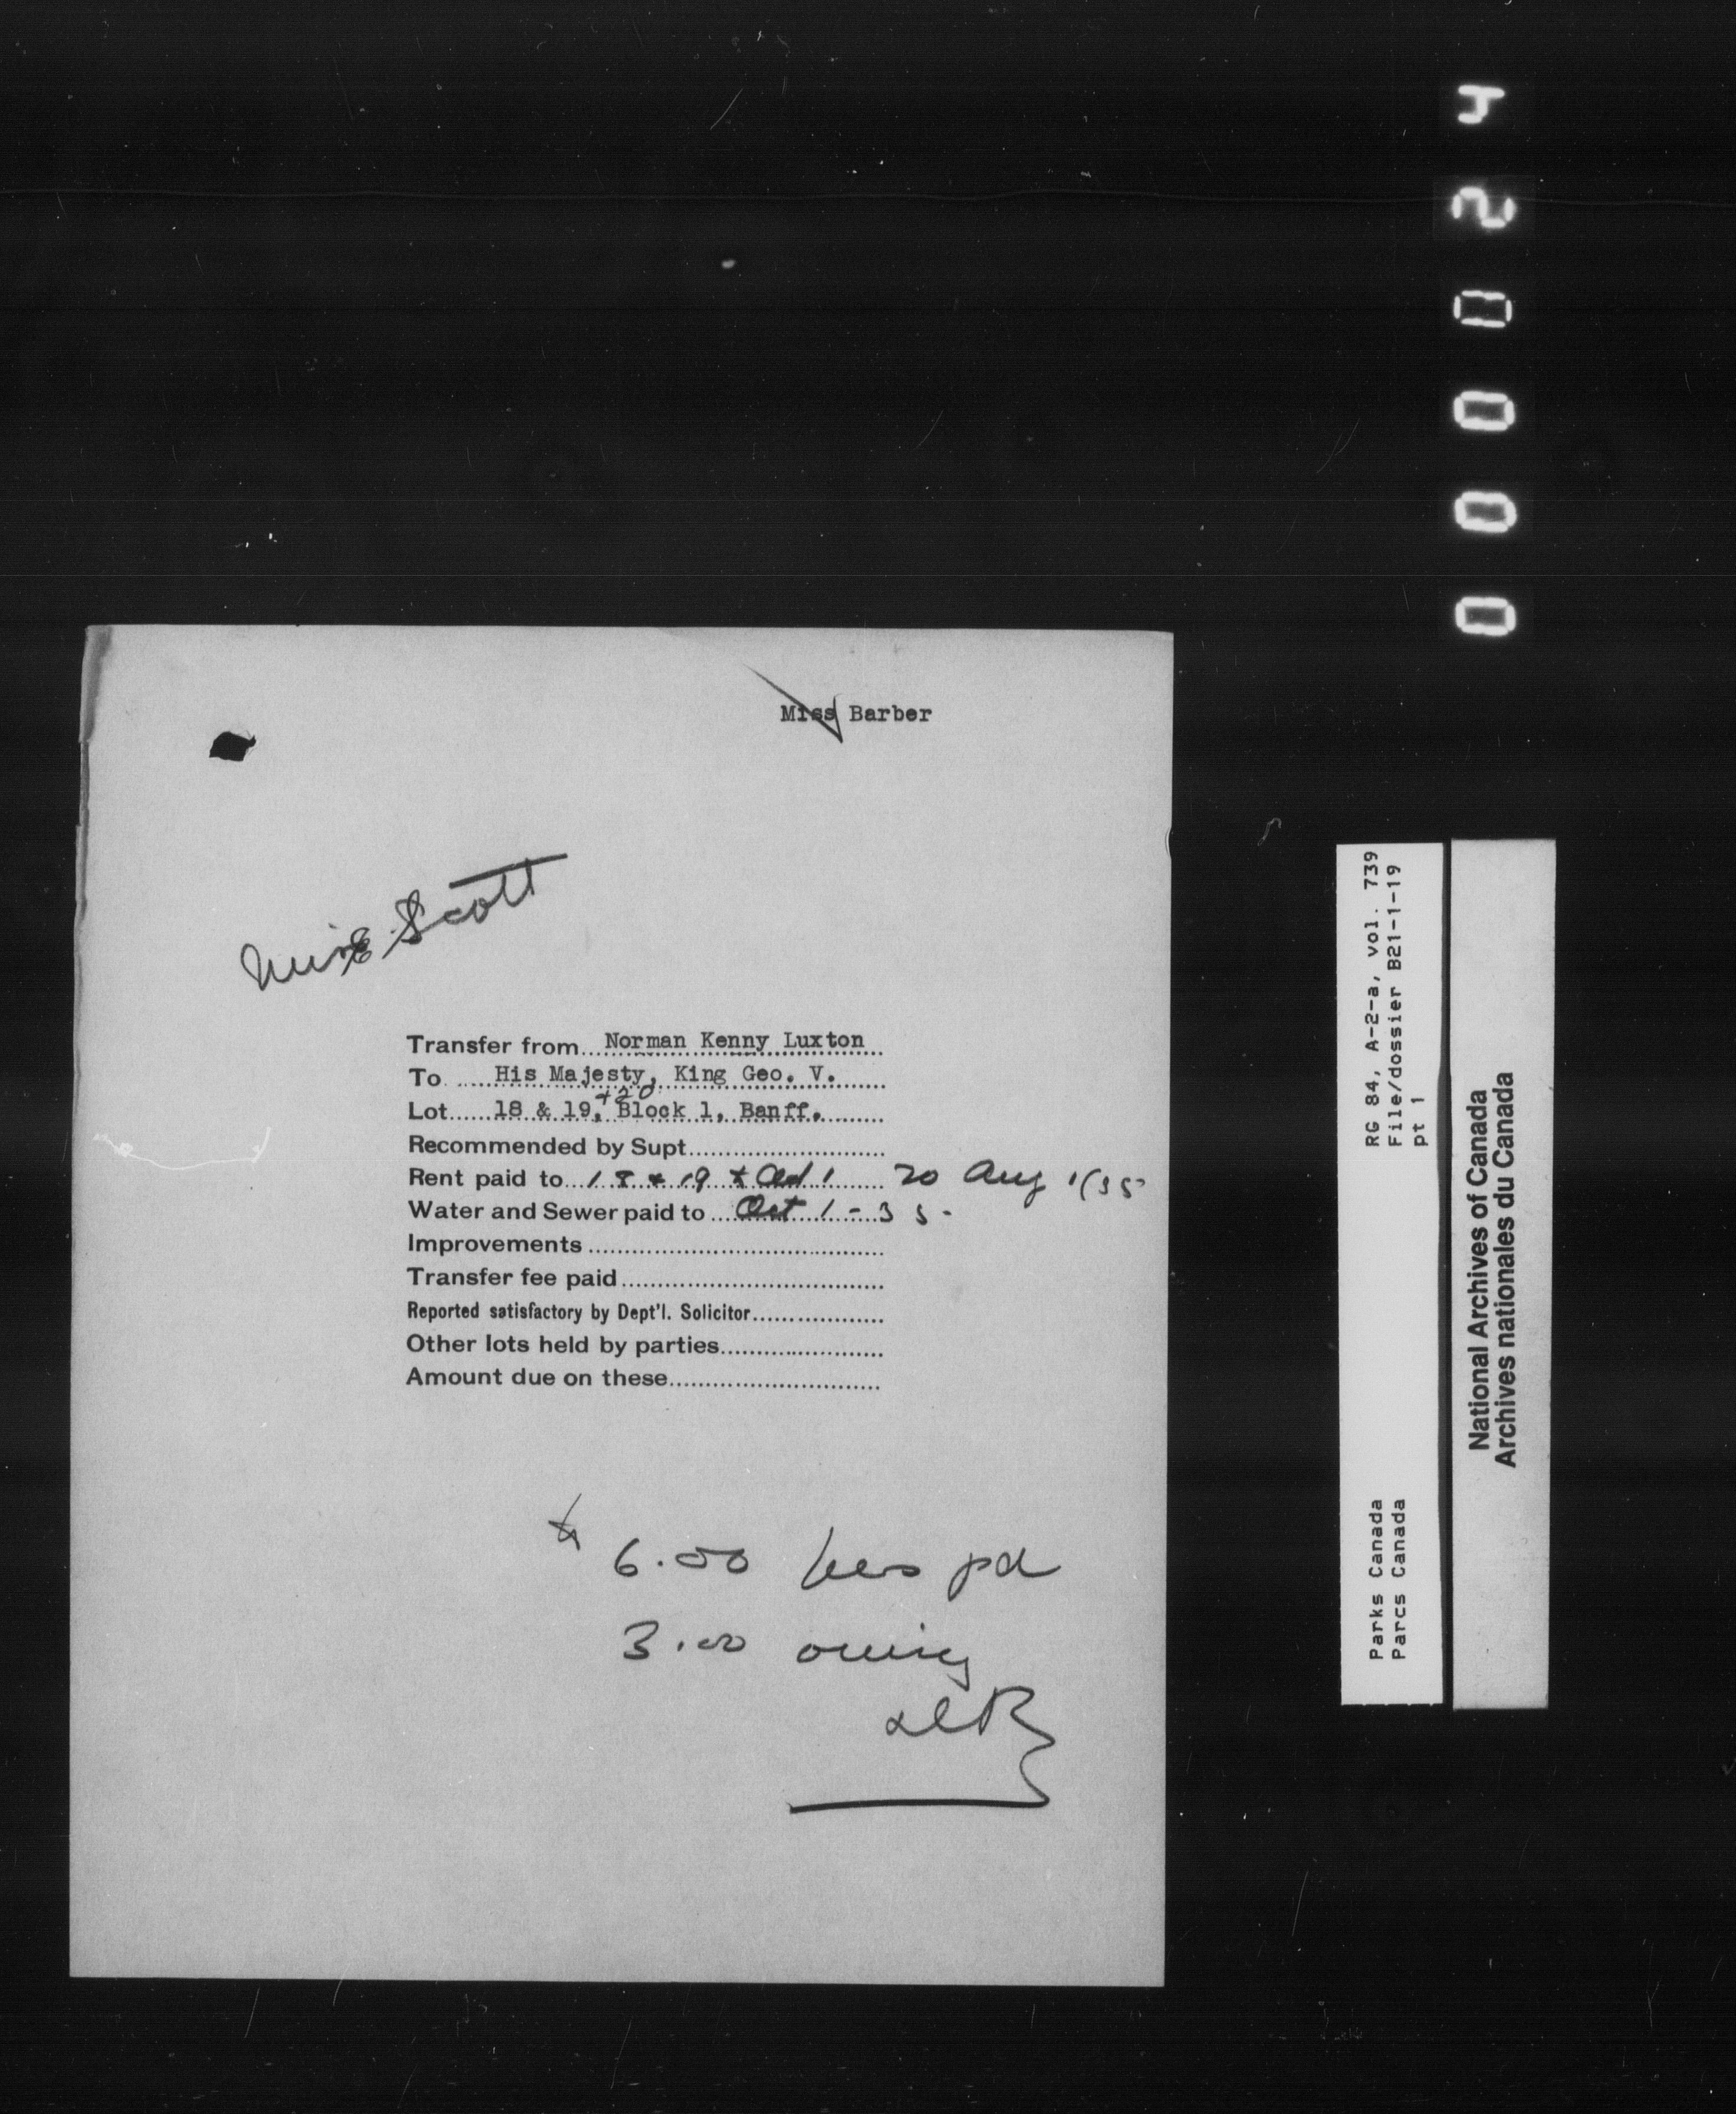 Miss Barber
Miss Scott
Transfer from Norman Kenny Luxton
To His Majesty, King Geo. V.
+20
Lot 18 & 19, Block 1, Banff.
Recommended by Supt.
Rent paid to 18 & 19 Oct 1 20 Aug 1/35
Water and Sewer paid to Oct 1-35-
Improvements
Transfer fee paid
Reported satisfactory by Dept'l. Solicitor
Other lots held by parties
Amount due on these
6.00 fees pd
3.00 owing
000024
RG 84, A-2-a, vol. 739
File/dossier B21-1-19
pt 1
Parks Canada
Parcs Canada
National Archives of Canada
Archives nationales du Canada